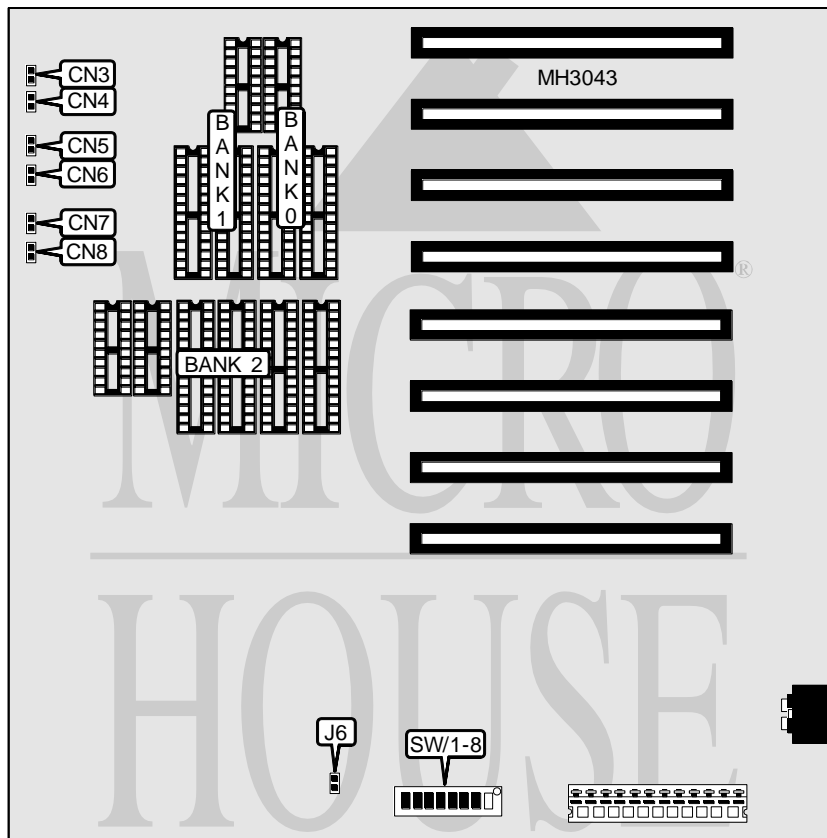 CN3
CN4
CN5
CN6
CN7
CN8
BANK1
BANK0
MH3043
BANK 2
MICRO®
HOUSE
J6
SW/1-8